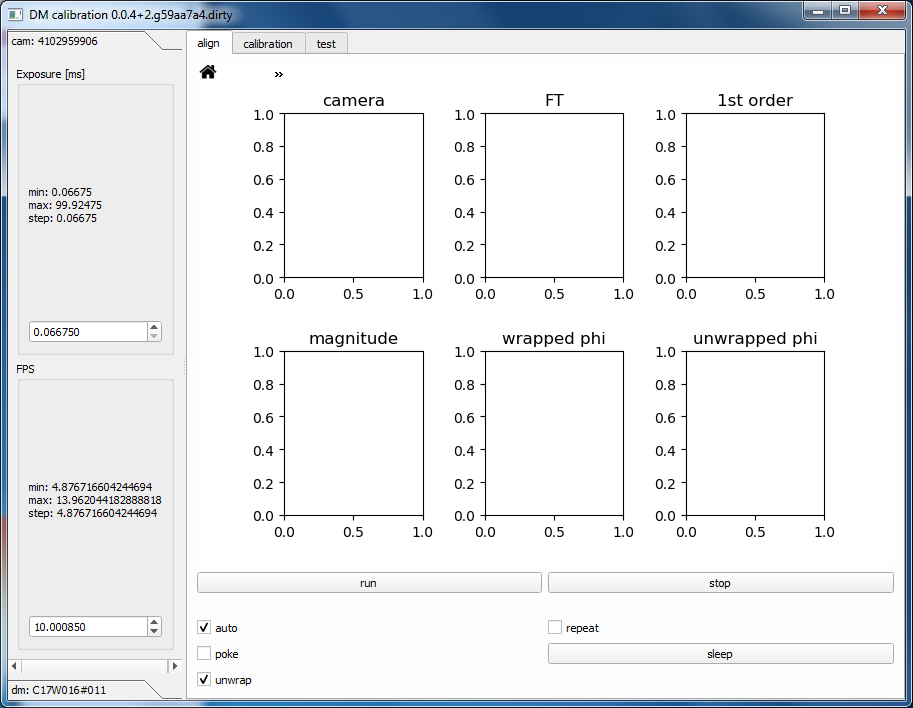 DM calibration 0.0.4+2.g59aa7a4.dirty
cam: 4102959906
Exposure [ms]
min: 0.06675
max: 99.92475
step: 0.06675
0.066750
FPS
min: 4.876716604244694
max: 13.962044182888818
step: 4.876716604244694
10.000850
dm: C17W016#011
align calibration test
»
camera FT 1st order
1.0 1.0 1.0
0.8 0.8 0.8
0.6 0.6 0.6
0.4 0.4 0.4
0.2 0.2 0.2
0.0 0.0 0.0
0.0 0.5 1.0 0.0 0.5 1.0 0.0 0.5 1.0
magnitude wrapped phi unwrapped phi
1.0 1.0 1.0
0.8 0.8 0.8
0.6 0.6 0.6
0.4 0.4 0.4
0.2 0.2 0.2
0.0 0.0 0.0
0.0 0.5 1.0 0.0 0.5 1.0 0.0 0.5 1.0
run stop
auto repeat
poke sleep
unwrap